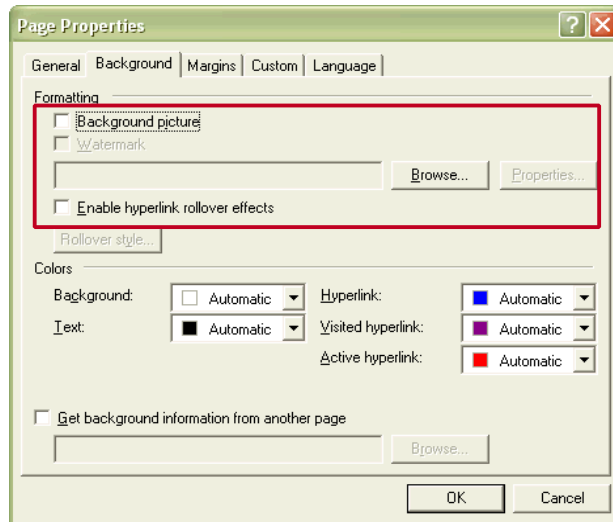 Page Properties
General Background Margins Custom Language
Formatting
Background picture
Watermark
Browse... Properties...
Enable hyperlink rollover effects
Rollover style...
Colors
Background: Automatic Hyperlink: Automatic
Text: Automatic Visited hyperlink: Automatic
Active hyperlink: Automatic
Get background information from another page
Browse...
OK Cancel